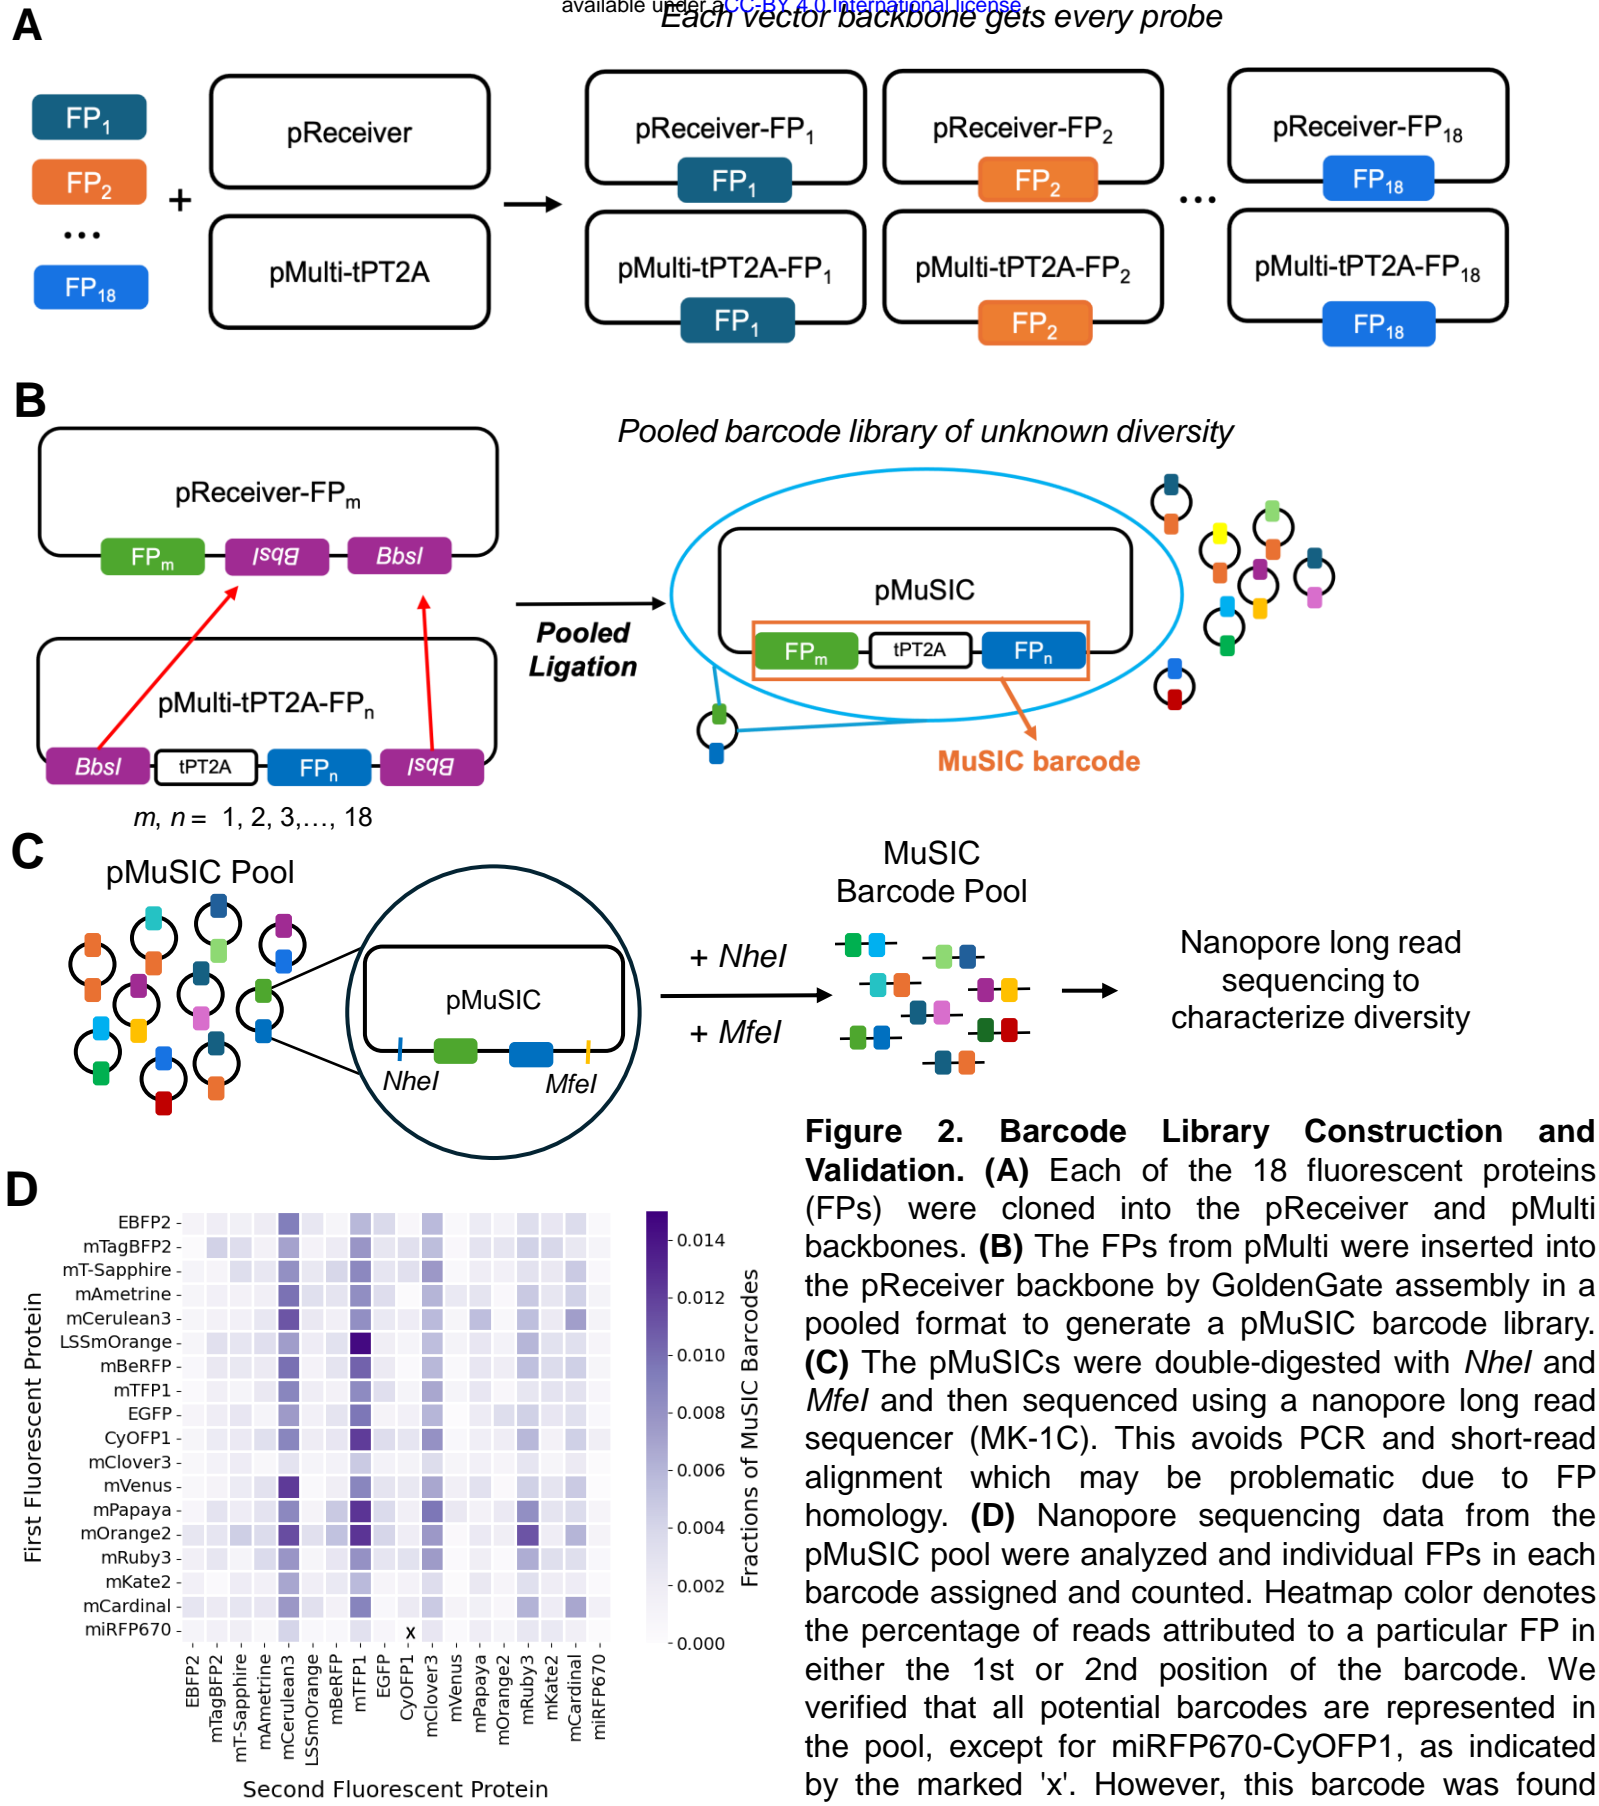 available under aCC-BY 4.0 International license.
Each vector backbone gets every probe
A
FP1
FP2
...
FP18
+
pReceiver
pMulti-tPT2A
pReceiver-FP1
FP1
pReceiver-FP2
FP2
...
pReceiver-FP18
FP18
pMulti-tPT2A-FP1
FP1
pMulti-tPT2A-FP2
FP2
pMulti-tPT2A-FP18
FP18
B
pReceiver-FPm
FPm
BbsI
BbsI
pMulti-tPT2A-FPn
BbsI
tPT2A
FPn
BbsI
m, n = 1, 2, 3,..., 18
Pooled
Ligation
Pooled barcode library of unknown diversity
pMuSIC
FPm
tPT2A
FPn
MuSIC barcode
C
pMuSIC Pool
pMuSIC
NheI
MfeI
+ NheI
+ MfeI
MuSIC
Barcode Pool
Nanopore long read
sequencing to
characterize diversity
D
First Fluorescent Protein
EBFP2
mTagBFP2
mT-Sapphire
mAmetrine
mCerulean3
LSSmOrange
mBeRFP
mTFP1
EGFP
CyOFP1
mClover3
mVenus
mPapaya
mOrange2
mRuby3
mKate2
mCardinal
miRFP670
x
EBFP2
mTagBFP2
mT-Sapphire
mAmetrine
mCerulean3
LSSmOrange
mBeRFP
mTFP1
EGFP
CyOFP1
mClover3
mVenus
mPapaya
mOrange2
mRuby3
mKate2
mCardinal
miRFP670
Second Fluorescent Protein
0.014
0.012
0.010
0.008
0.006
0.004
0.002
0.000
Fractions of MuSIC Barcodes
Figure 2. Barcode Library Construction and
Validation. (A) Each of the 18 fluorescent proteins
(FPs) were cloned into the pReceiver and pMulti
backbones. (B) The FPs from pMulti were inserted into
the pReceiver backbone by GoldenGate assembly in a
pooled format to generate a pMuSIC barcode library.
(C) The pMuSICs were double-digested with NheI and
MfeI and then sequenced using a nanopore long read
sequencer (MK-1C). This avoids PCR and short-read
alignment which may be problematic due to FP
homology. (D) Nanopore sequencing data from the
pMuSIC pool were analyzed and individual FPs in each
barcode assigned and counted. Heatmap color denotes
the percentage of reads attributed to a particular FP in
either the 1st or 2nd position of the barcode. We
verified that all potential barcodes are represented in
the pool, except for miRFP670-CyOFP1, as indicated
by the marked 'x'. However, this barcode was found